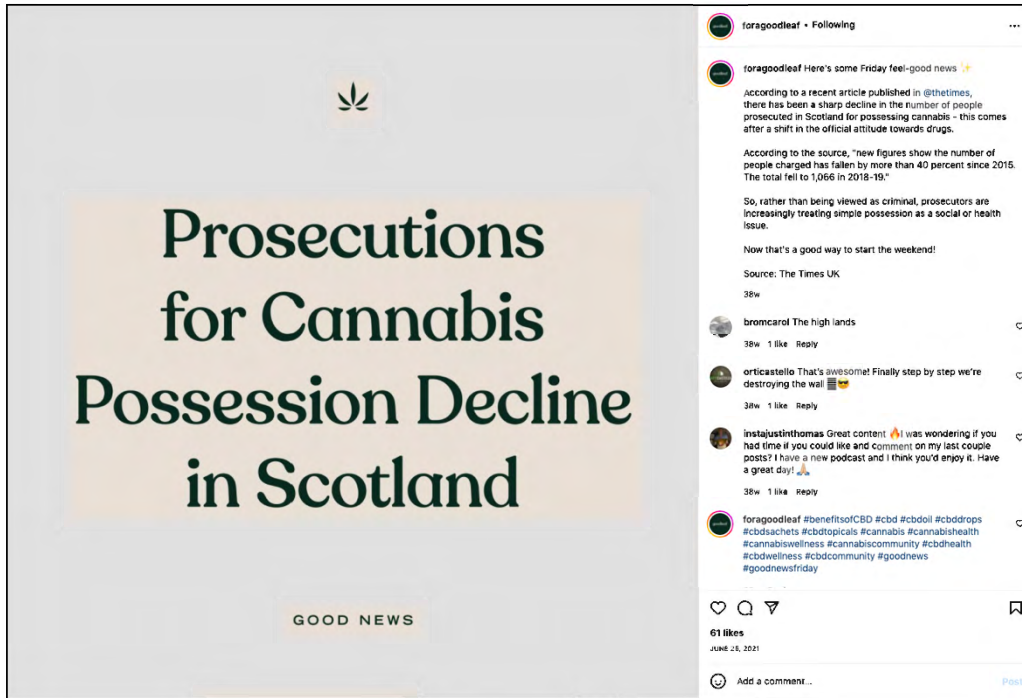 Prosecutions
for Cannabis
Possession Decline
in Scotland
GOOD NEWS
foragoodleaf • Following
foragoodleaf Here's some Friday feel-good news ✨
According to a recent article published in @thetimes,
there has been a sharp decline in the number of people
prosecuted in Scotland for possessing cannabis - this comes
after a shift in the official attitude towards drugs.
According to the source, "new figures show the number of
people charged has fallen by more than 40 percent since 2015.
The total fell to 1,066 in 2018-19."
So, rather than being viewed as criminal, prosecutors are
increasingly treating simple possession as a social or health
issue.
Now that's a good way to start the weekend!
Source: The Times UK
38w
bromcarol The high lands
38w 1 like Reply
orticastello That's awesome! Finally step by step we're
destroying the wall 😎
38w 1 like Reply
instajustinthomas Great content 🔥I was wondering if you
had time if you could like and comment on my last couple
posts? I have a new podcast and I think you'd enjoy it. Have
a great day! 🙏🏼
38w 1 like Reply
foragoodleaf #benefitsofCBD #cbd #cbdoil #cbddrops
#cbdsachets #cbdtopicals #cannabis #cannabishealth
#cannabiswellness #cannabiscommunity #cbdhealth
#cbdwellness #cbdcommunity #goodnews
#goodnewsfriday
61 likes
JUNE 25, 2021
Add a comment...
Post